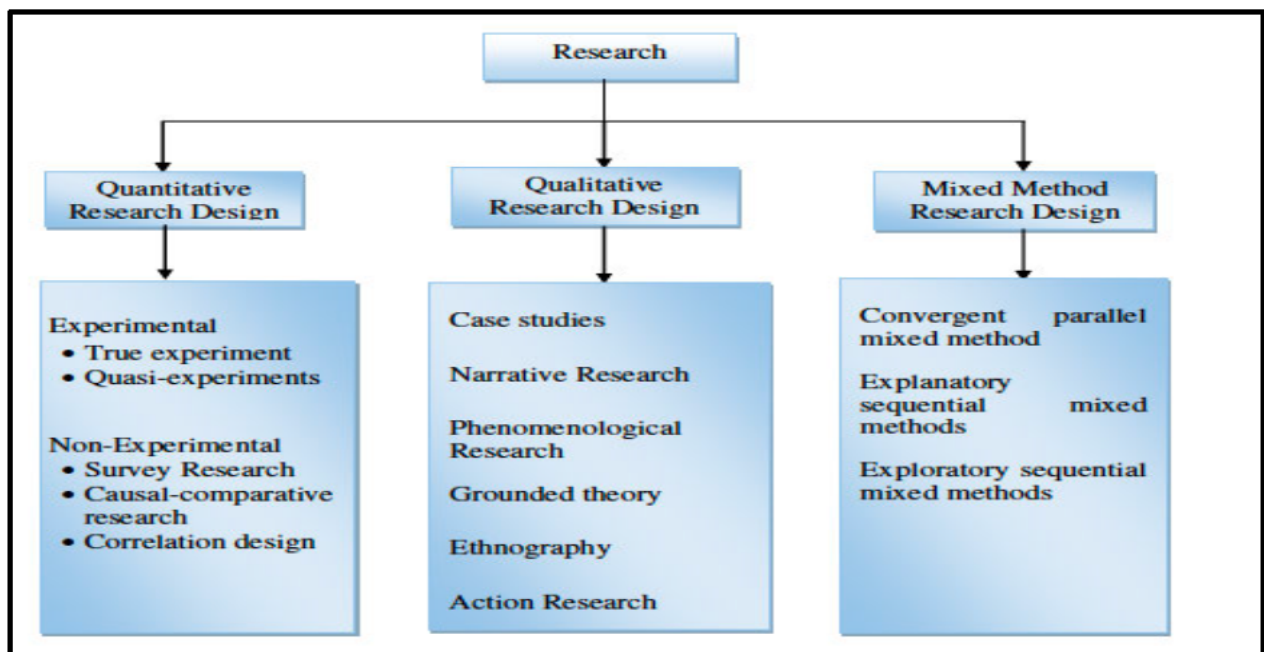 Research
Quantitative
Research Design
Qualitative
Research Design
Mixed Method
Research Design
Experimental
• True experiment
• Quasi-experiments
Non-Experimental
• Survey Research
• Causal-comparative
research
• Correlation design
Case studies
Narrative Research
Phenomenological
Research
Grounded theory
Ethnography
Action Research
Convergent parallel
mixed method
Explanatory
sequential mixed
methods
Exploratory sequential
mixed methods